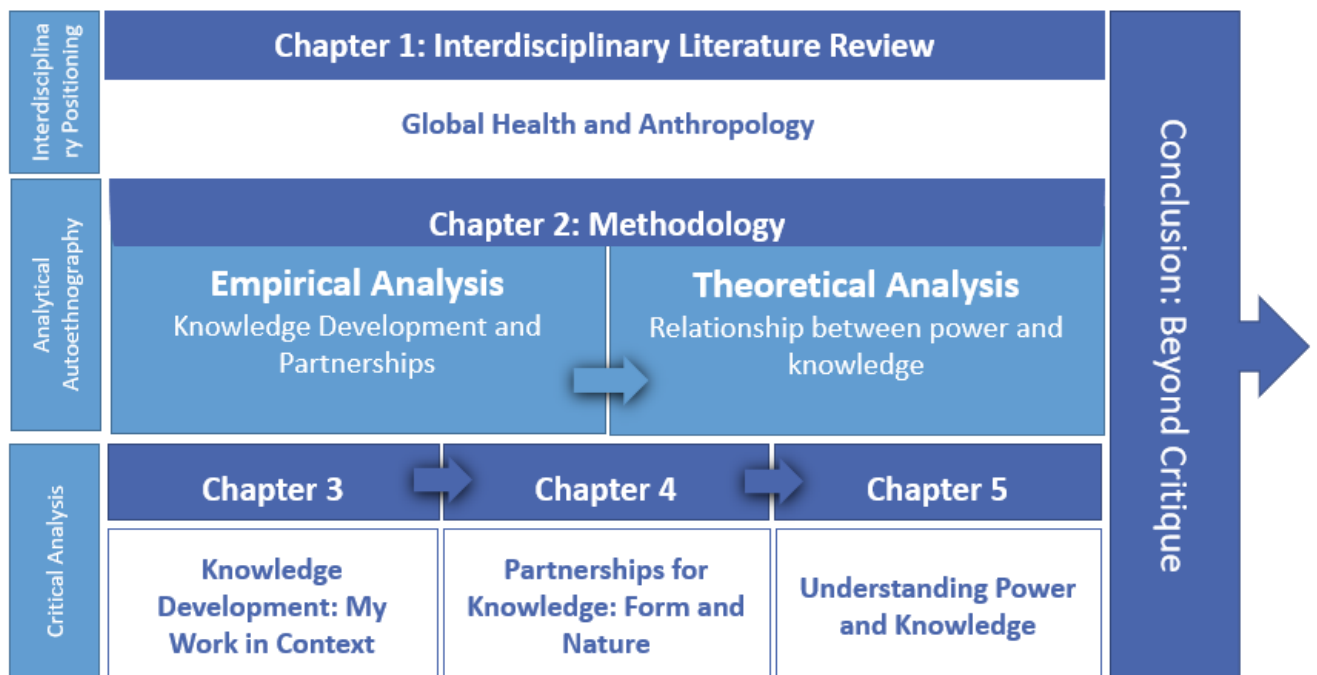 Interdisciplina
ry Positioning
Chapter 1: Interdisciplinary Literature Review
Global Health and Anthropology
Analytical
Autoethnography
Chapter 2: Methodology
Empirical Analysis
Knowledge Development and
Partnerships
Theoretical Analysis
Relationship between power and
knowledge
Critical Analysis
Chapter 3
Chapter 4
Chapter 5
Knowledge
Development: My
Work in Context
Partnerships for
Knowledge: Form and
Nature
Understanding Power
and Knowledge
Conclusion: Beyond Critique